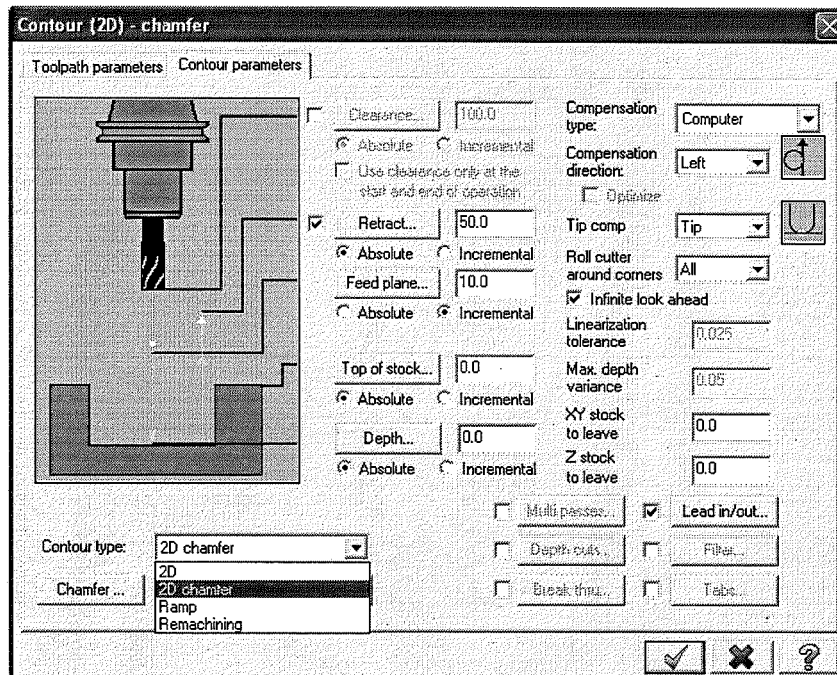 Contour (2D) - chamfer
Toolpath parameters Contour parameters
Clearance... 100.0
Absolute Incremental
Use clearance only at the
start and end of operation
Retract... 50.0
Absolute Incremental
Feed plane... 10.0
Absolute Incremental
Top of stock... 0.0
Absolute Incremental
Depth... 0.0
Absolute Incremental
Compensation
type: Computer
Compensation
direction: Left
Optimize
Tip comp Tip
Roll cutter
around corners All
Infinite look ahead
Linearization
tolerance 0.025
Max. depth
variance 0.05
XY stock
to leave 0.0
Z stock
to leave 0.0
Multi passes... Lead in/out...
Depth cuts... Filter...
Break thru... Tabs...
Contour type: 2D chamfer
2D
2D chamfer
Ramp
Remachining
Chamfer ...